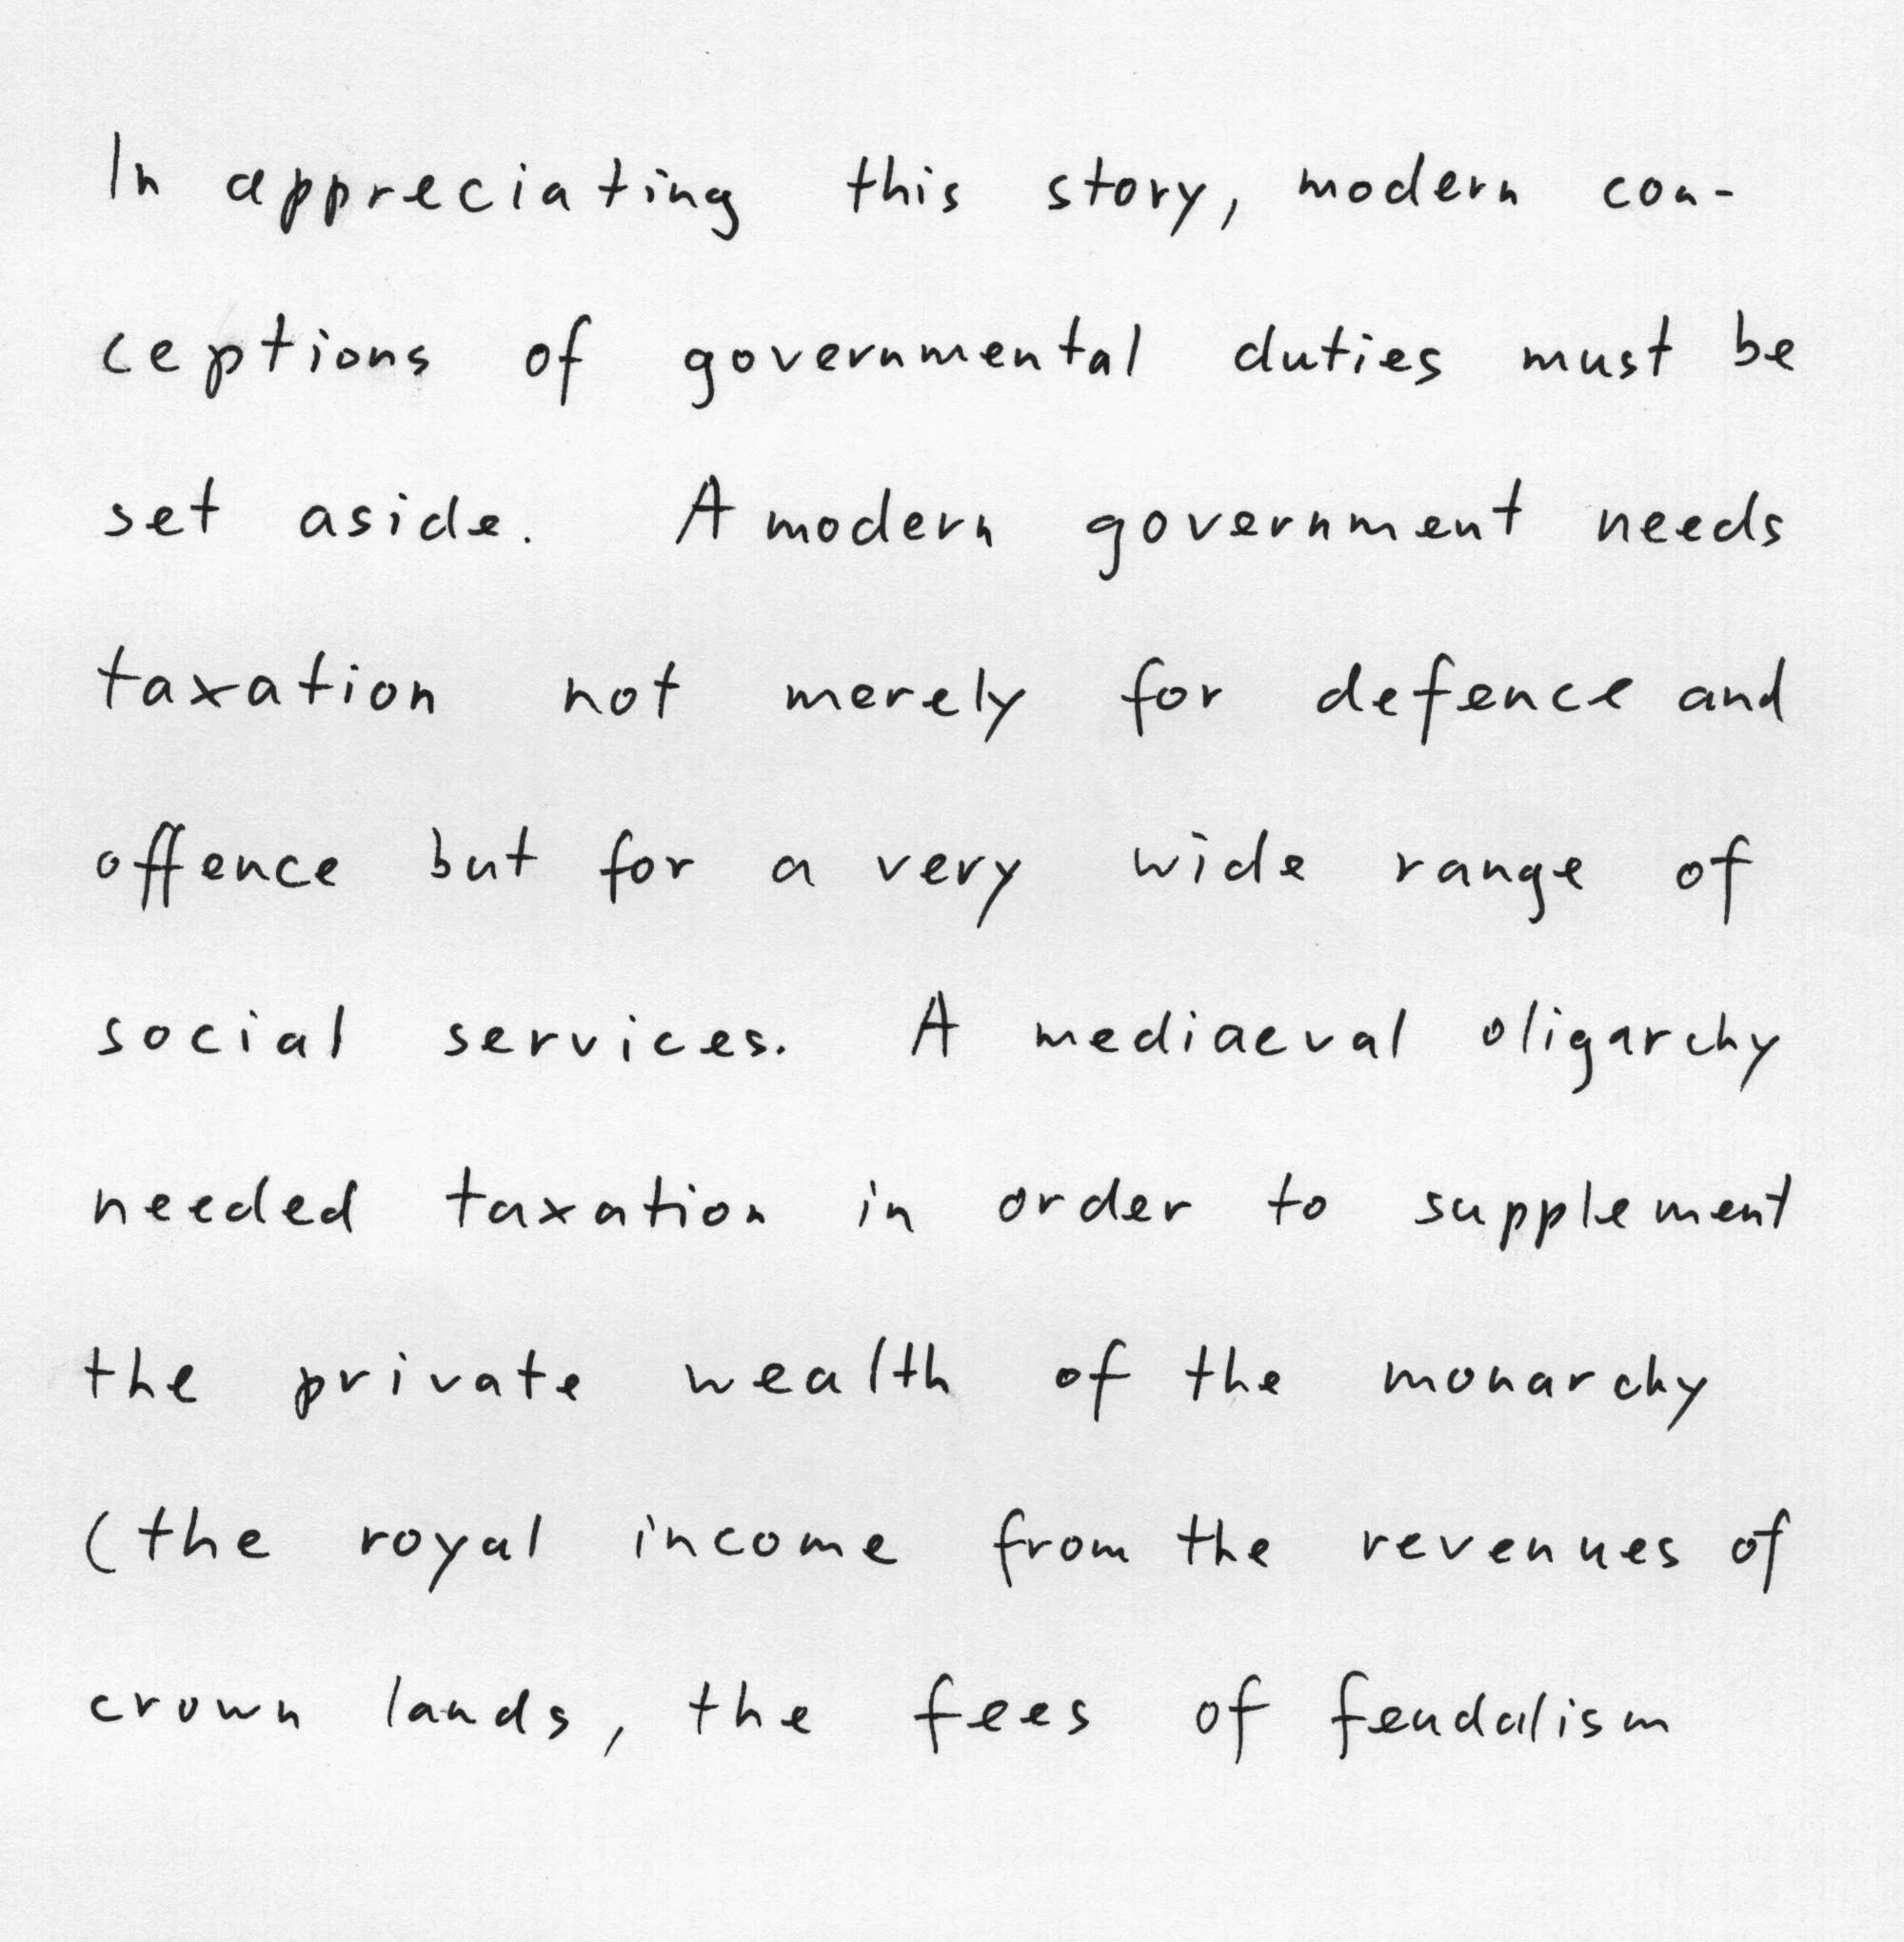 In appreciating this story, modern con-
ceptions of governmental duties must be
set aside. A modern government needs
taxation not merely for defence and
offence but for a very wide range of
social services. A mediaeval oligarchy
needed taxation in order to supplement
the private wealth of the monarchy
(the royal income from the revenues of
crown lands, the fees of feudalism